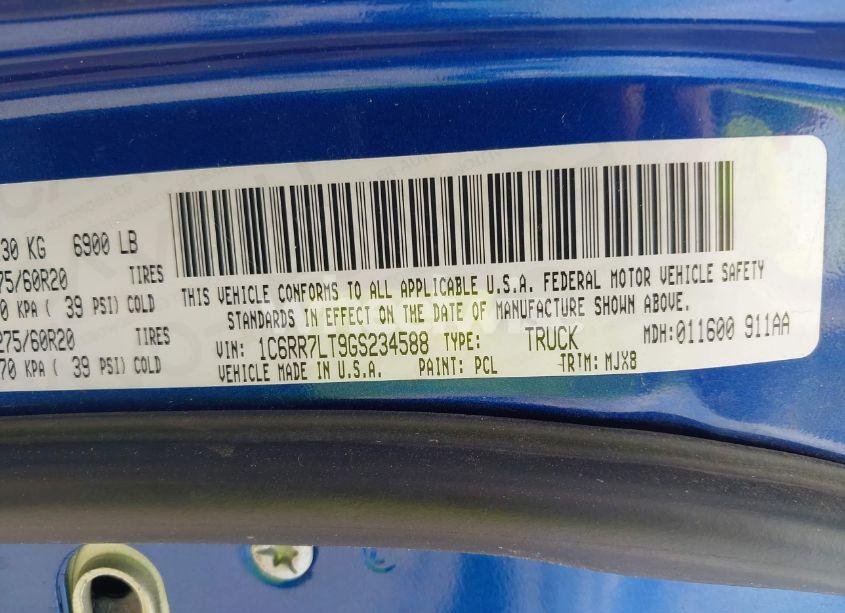 30 KG 6900 LB
75/60R20 TIRES
0 KPA ( 39 PSI) COLD
275/60R20 TIRES
70 KPA ( 39 PSI) COLD
THIS VEHICLE CONFORMS TO ALL APPLICABLE U.S.A. FEDERAL MOTOR VEHICLE SAFETY
STANDARDS IN EFFECT ON THE DATE OF MANUFACTURE SHOWN ABOVE.
VIN: 1C6RR7LT9GS234588 TYPE: TRUCK MDH:011600 911AA
VEHICLE MADE IN U.S.A. PAINT: PCL TRIM: MJX8